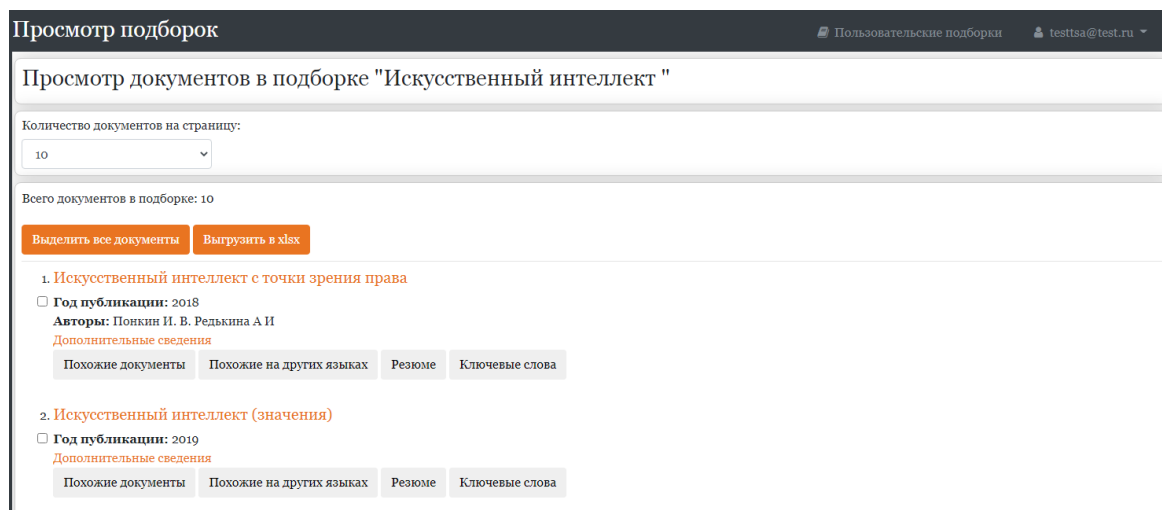 Просмотр подборок
Пользовательские подборки
testtsa@test.ru
Просмотр документов в подборке "Искусственный интеллект "
Количество документов на страницу:
10
Всего документов в подборке: 10
Выделить все документы
Выгрузить в xlsx
1. Искусственный интеллект с точки зрения права
Год публикации: 2018
Авторы: Понкин И. В. Редькина А И
Дополнительные сведения
Похожие документы Похожие на других языках Резюме Ключевые слова
2. Искусственный интеллект (значения)
Год публикации: 2019
Дополнительные сведения
Похожие документы Похожие на других языках Резюме Ключевые слова